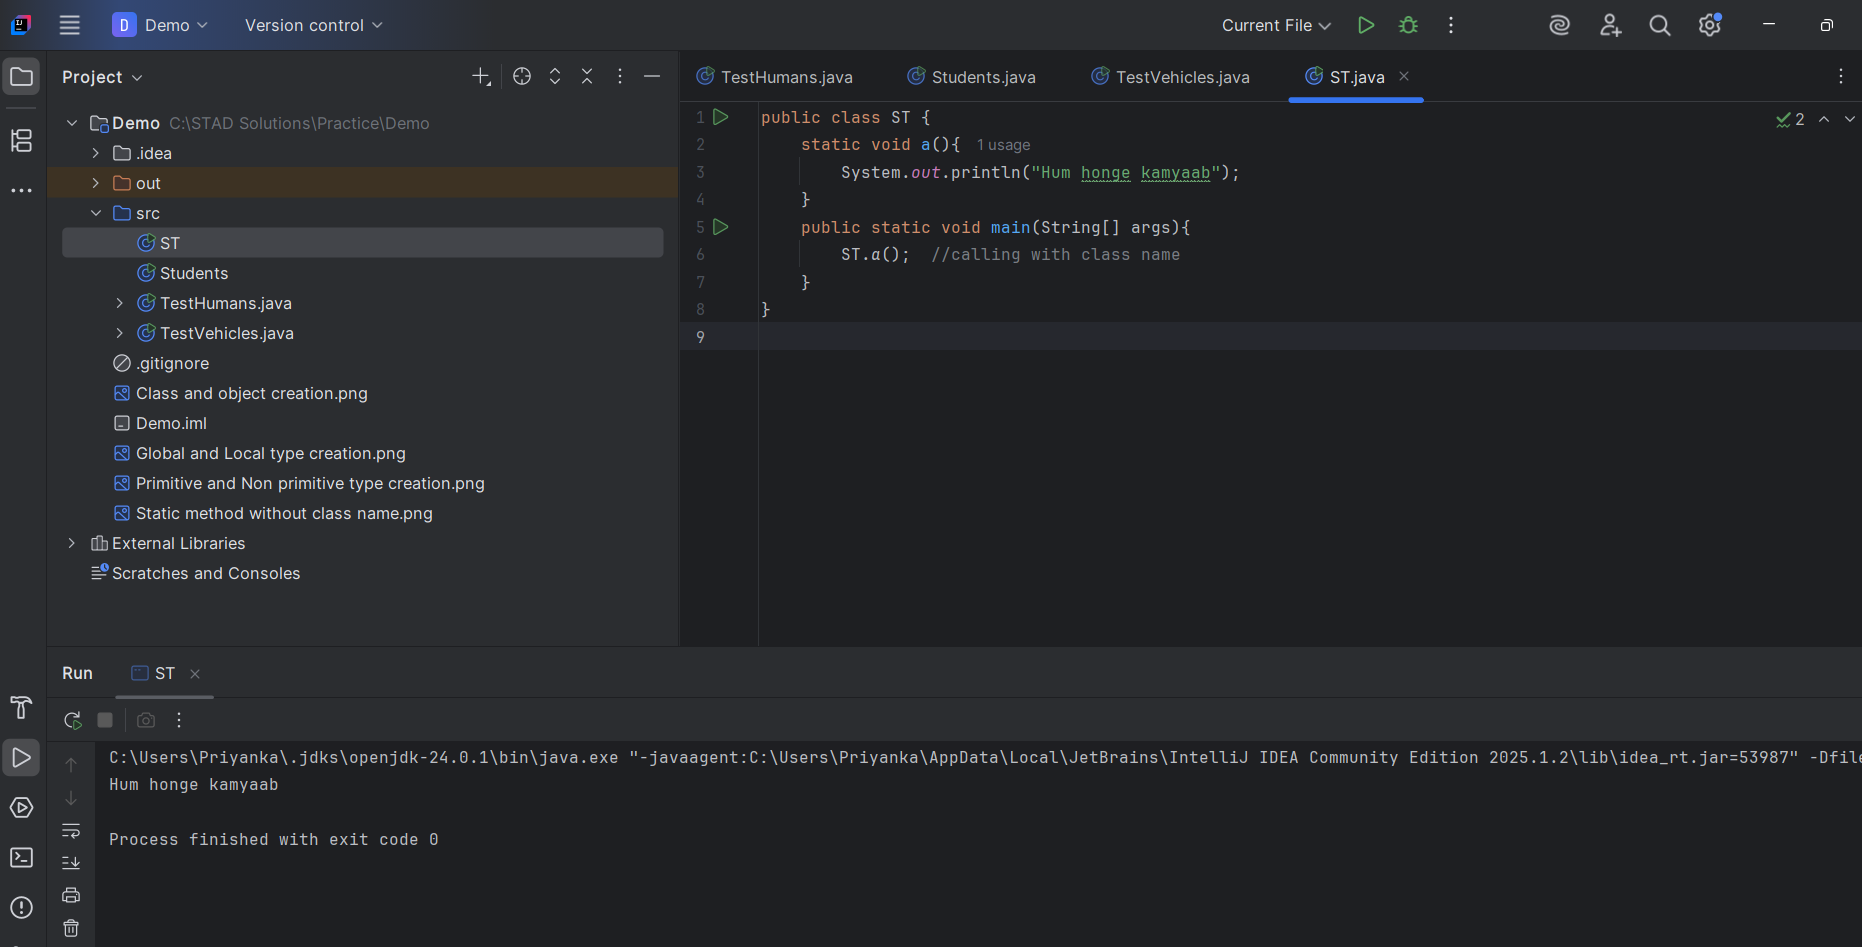 D Demo Version control Current File
Project
TestHumans.java Students.java TestVehicles.java ST.java
Demo C:\STAD Solutions\Practice\Demo
.idea
out
src
ST
Students
TestHumans.java
TestVehicles.java
.gitignore
Class and object creation.png
Demo.iml
Global and Local type creation.png
Primitive and Non primitive type creation.png
Static method without class name.png
External Libraries
Scratches and Consoles
1 public class ST {
2 static void a(){ 1 usage
3 System.out.println("Hum honge kamyaab");
4 }
5 public static void main(String[] args){
6 ST.a(); //calling with class name
7 }
8 }
9
2
Run ST
C:\Users\Priyanka\.jdks\openjdk-24.0.1\bin\java.exe "-javaagent:C:\Users\Priyanka\AppData\Local\JetBrains\IntelliJ IDEA Community Edition 2025.1.2\lib\idea_rt.jar=53987" -Dfile
Hum honge kamyaab
Process finished with exit code 0